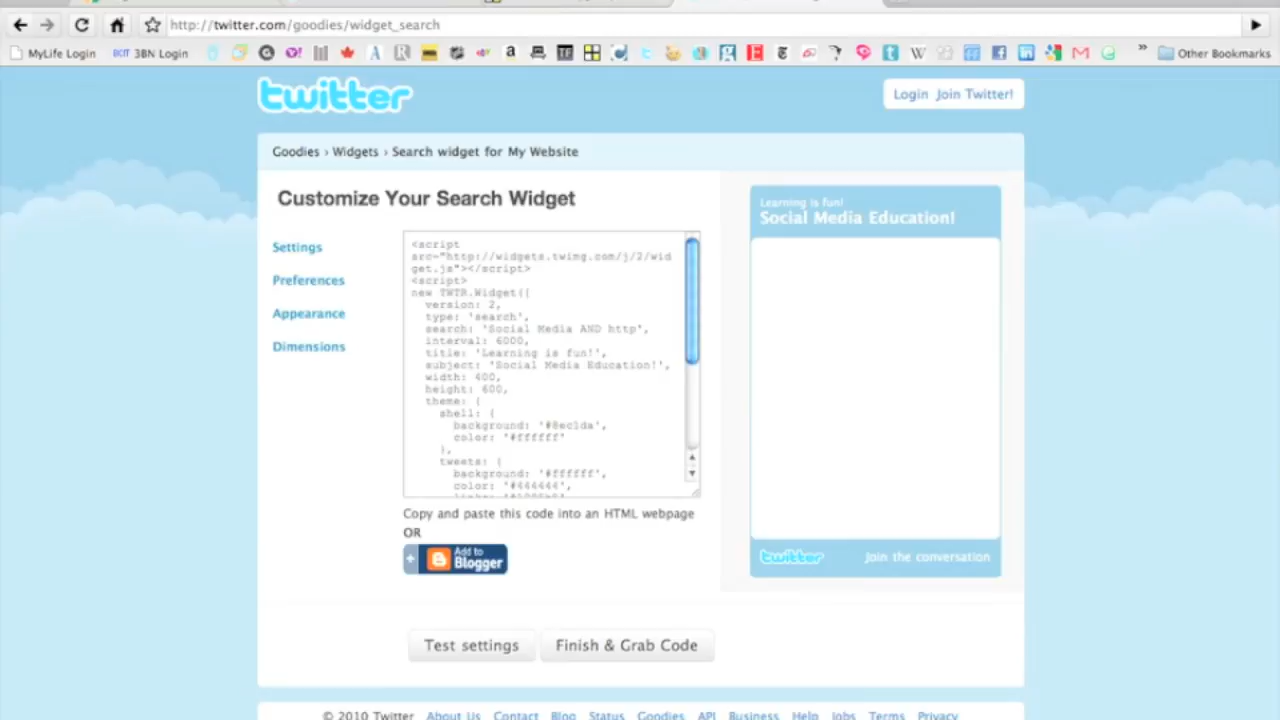 http://twitter.com/goodies/widget_search
MyLife Login
3BN Login
Other Bookmarks
twitter
Login Join Twitter!
Goodies › Widgets › Search widget for My Website
Customize Your Search Widget
Settings
Preferences
Appearance
Dimensions
<script
src="http://widgets.twimg.com/j/2/wid
get.js"></script>
<script>
new TWTR.Widget({
version: 2,
type: 'search',
search: 'Social Media AND http',
interval: 6000,
title: 'Learning is fun!',
subject: 'Social Media Education!',
width: 400,
height: 600,
theme: {
shell: {
background: '#8ec1da',
color: '#ffffff'
},
tweets: {
background: '#ffffff',
color: '#444444',
Copy and paste this code into an HTML webpage
OR
+ Add to
Blogger
Learning is fun!
Social Media Education!
twitter
Join the conversation
Test settings
Finish & Grab Code
© 2010 Twitter About Us Contact Blog Status Goodies API Business Help Jobs Terms Privacy